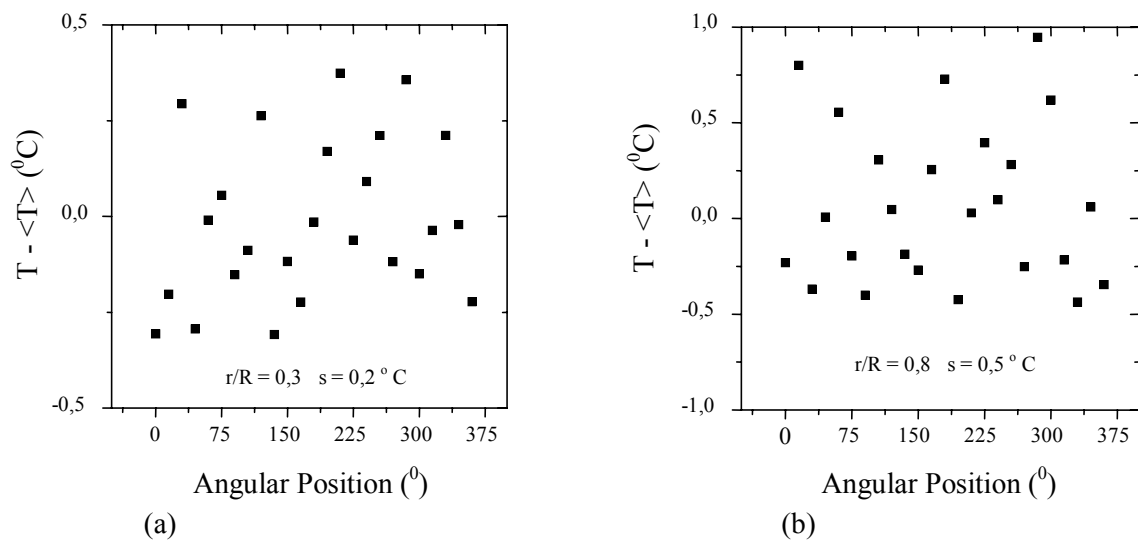 0,5
0,0
-0,5
T - <T> (⁰C)
r/R = 0,3 s = 0,2 ° C
0 75 150 225 300 375
Angular Position (⁰)
(a)
1,0
0,5
0,0
-0,5
-1,0
T - <T> (⁰C)
r/R = 0,8 s = 0,5 ° C
0 75 150 225 300 375
Angular Position (⁰)
(b)